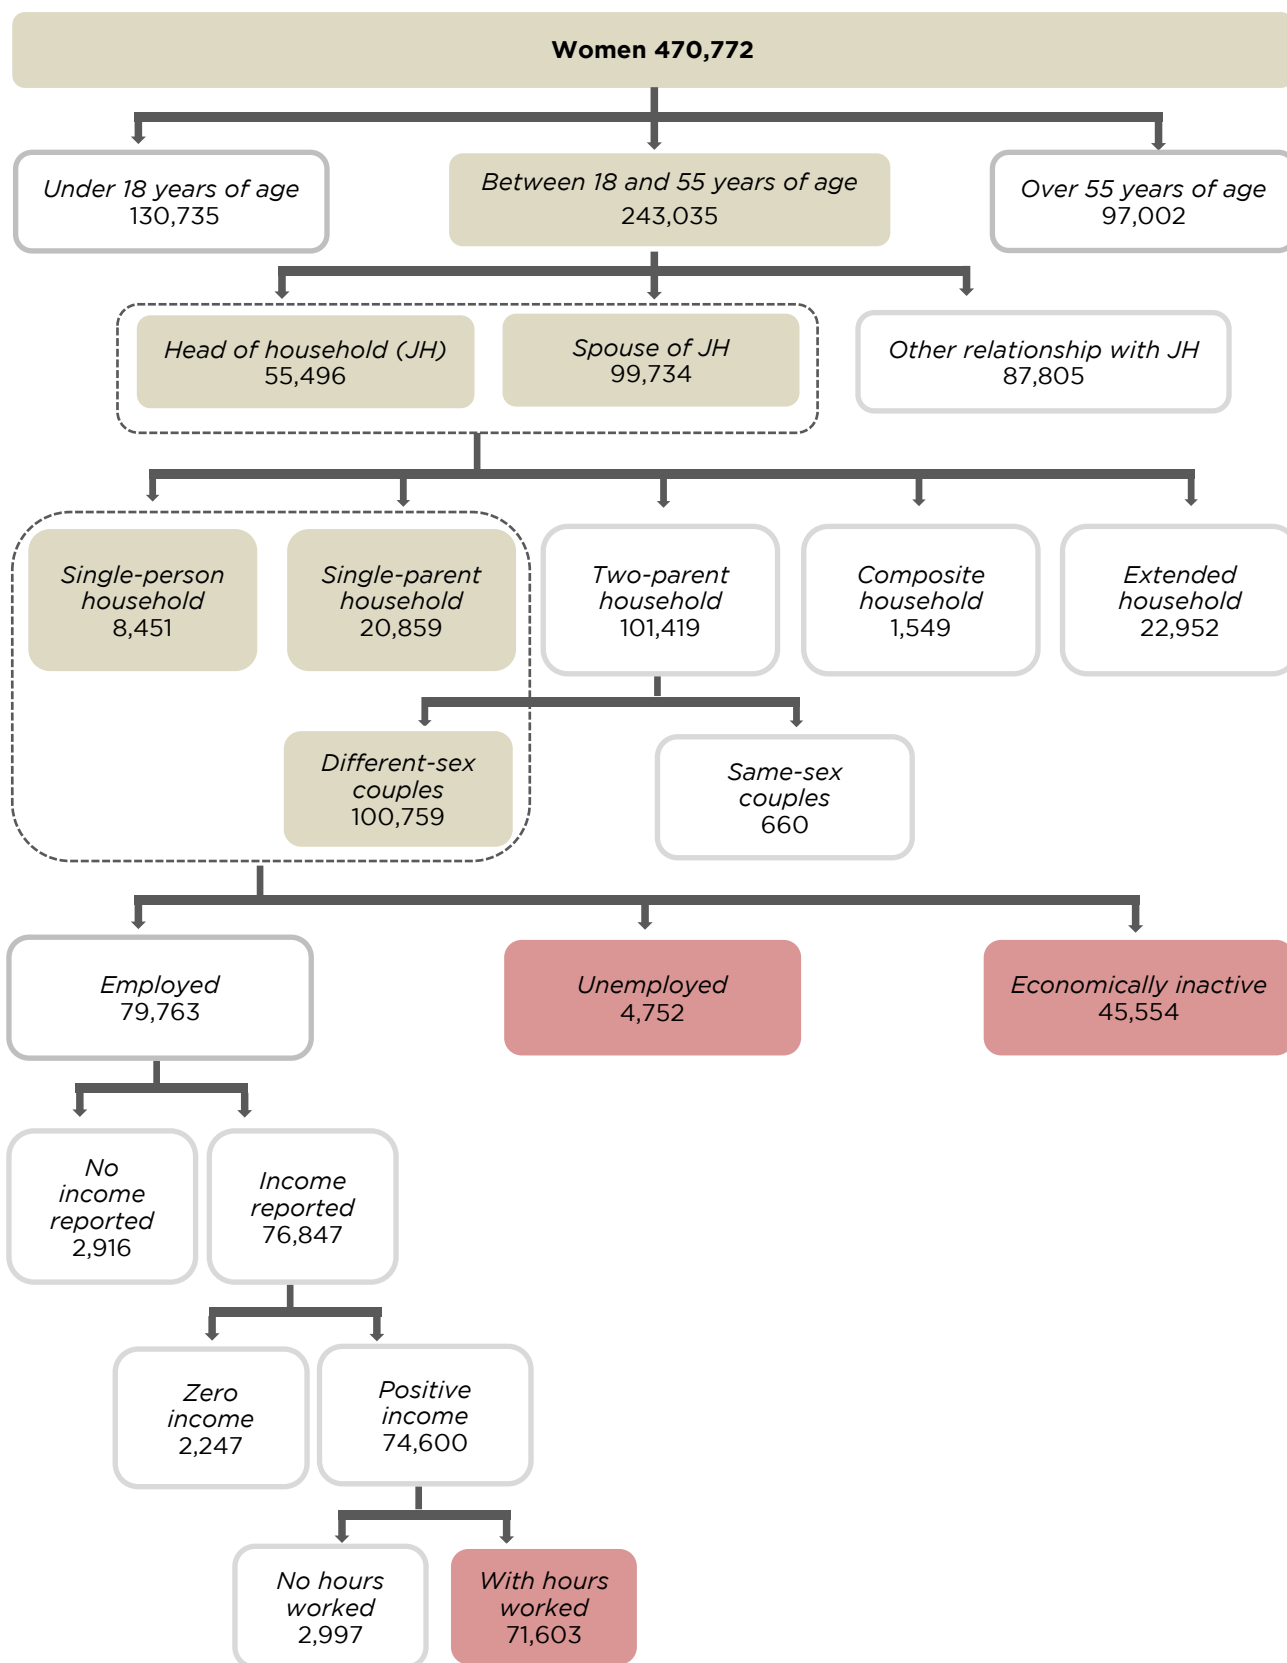 Women 470,772
Under 18 years of age
130,735
Between 18 and 55 years of age
243,035
Over 55 years of age
97,002
Head of household (JH)
55,496
Spouse of JH
99,734
Other relationship with JH
87,805
Single-person
household
8,451
Single-parent
household
20,859
Two-parent
household
101,419
Composite
household
1,549
Extended
household
22,952
Different-sex
couples
100,759
Same-sex
couples
660
Employed
79,763
Unemployed
4,752
Economically inactive
45,554
No
income
reported
2,916
Income
reported
76,847
Zero
income
2,247
Positive
income
74,600
No hours
worked
2,997
With hours
worked
71,603